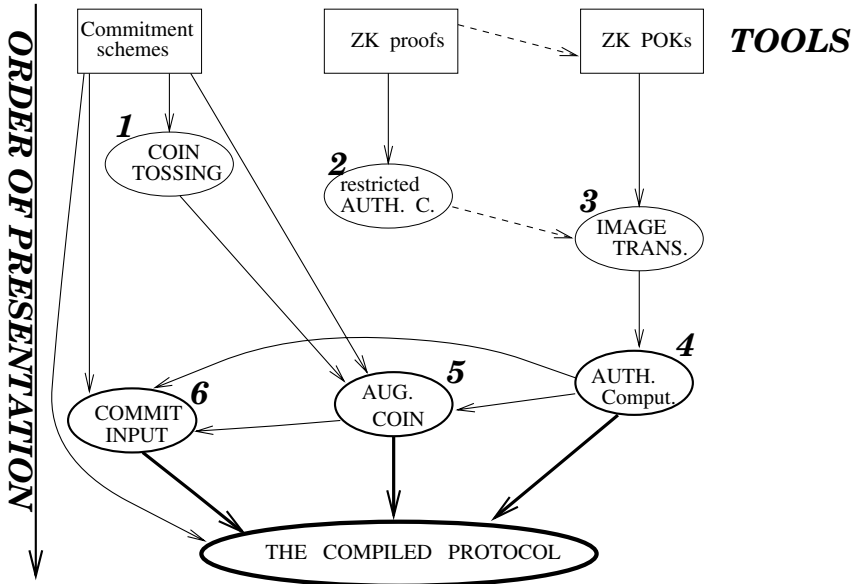 ORDER OF PRESENTATION
Commitment
schemes
ZK proofs
ZK POKs
TOOLS
1
COIN
TOSSING
2
restricted
AUTH. C.
3
IMAGE
TRANS.
4
AUTH.
Comput.
5
AUG.
COIN
6
COMMIT
INPUT
THE COMPILED PROTOCOL